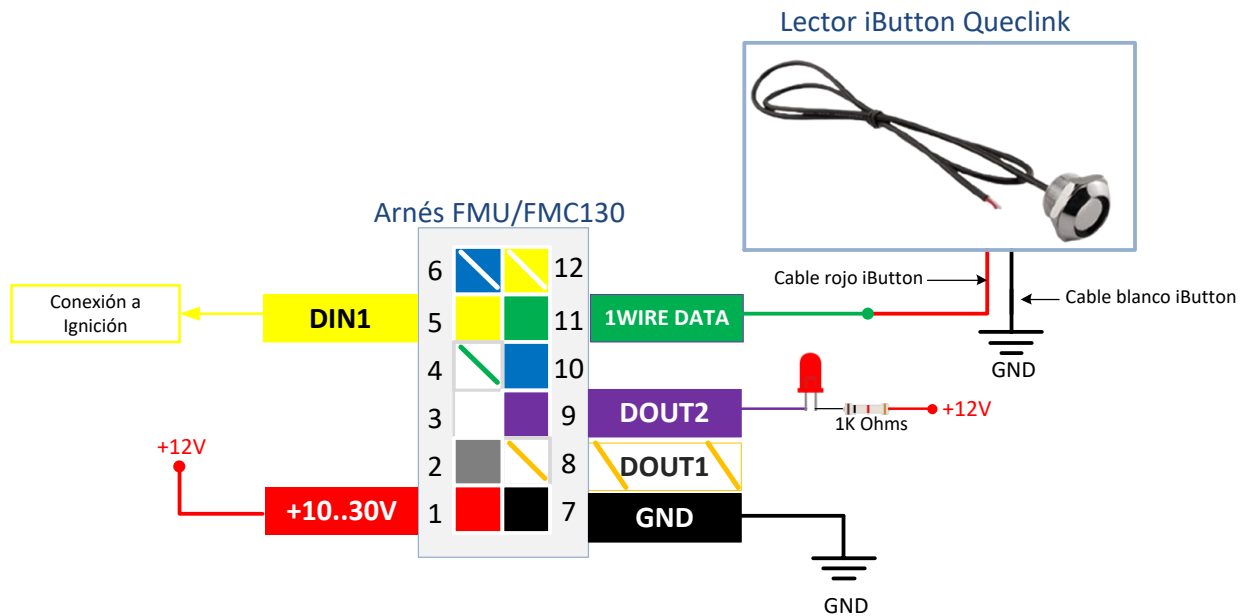 Lector iButton Queclink
Arnés FMU/FMC130
Cable rojo iButton
Cable blanco iButton
GND
Conexión a
Ignición
DIN1
6
12
5
11
1WIRE DATA
4
10
3
9
DOUT2
1K Ohms
+12V
+12V
2
8
DOUT1
+10..30V
1
7
GND
GND